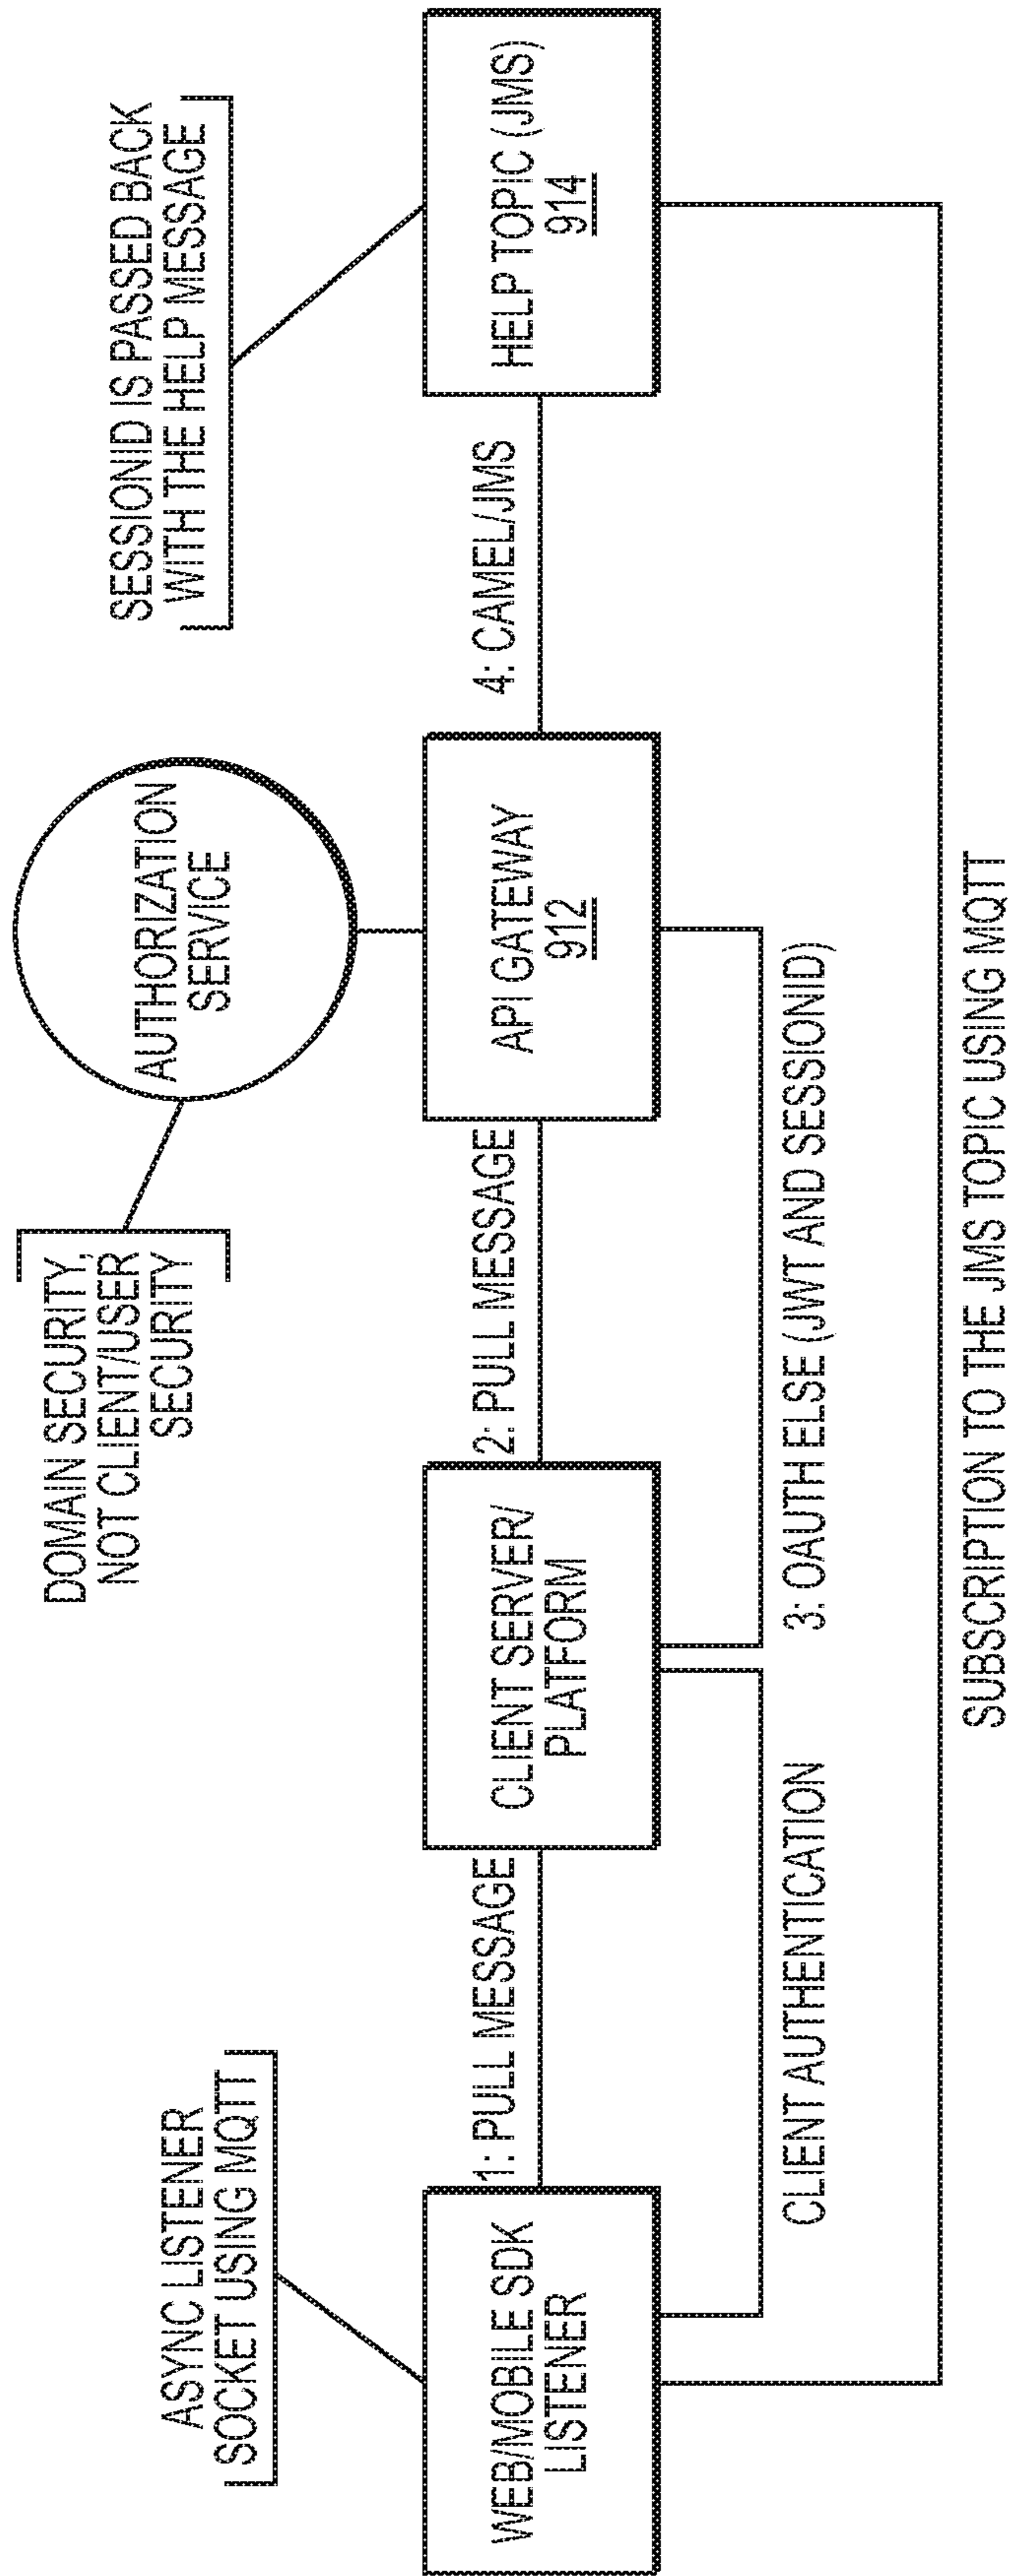 ASYNC LISTENER
SOCKET USING MQTT
DOMAIN SECURITY,
NOT CLIENT/USER
SECURITY
AUTHORIZATION
SERVICE
SESSIONID IS PASSED BACK
WITH THE HELP MESSAGE
WEB/MOBILE SDK
LISTENER
1: PULL MESSAGE
CLIENT SERVER/
PLATFORM
2: PULL MESSAGE
API GATEWAY
912
4: CAMEL/JMS
HELP TOPIC (JMS)
914
CLIENT AUTHENTICATION
3: OAUTH ELSE (JWT AND SESSIONID)
SUBSCRIPTION TO THE JMS TOPIC USING MQTT